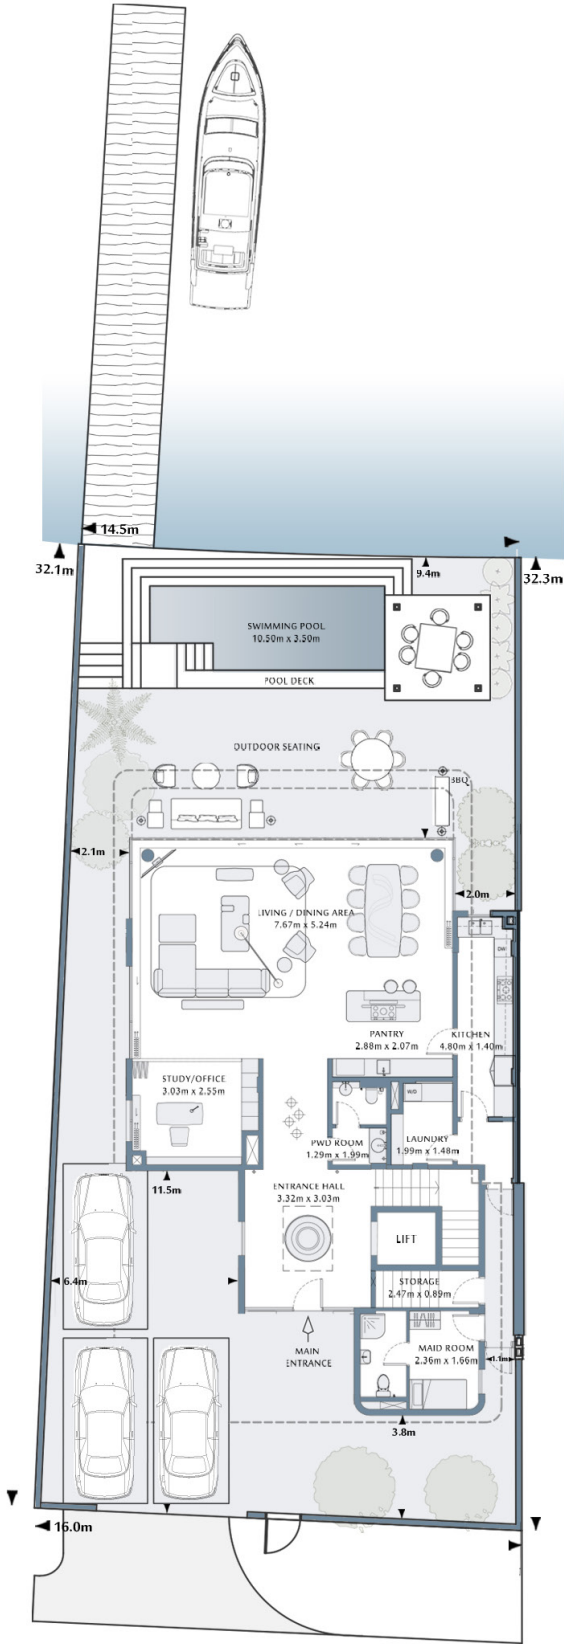 14.5m
32.1m
32.3m
9.4m
SWIMMING POOL
10.50m x 3.50m
POOL DECK
OUTDOOR SEATING
BBQ
2.1m
2.0m
LIVING / DINING AREA
7.67m x 5.24m
DW
PANTRY
2.88m x 2.07m
KITCHEN
4.80m x 1.40m
STUDY/OFFICE
3.03m x 2.55m
W/D
PWD ROOM
1.29m x 1.99m
LAUNDRY
1.99m x 1.48m
11.5m
ENTRANCE HALL
3.32m x 3.03m
LIFT
6.4m
STORAGE
2.47m x 0.89m
MAIN
ENTRANCE
MAID ROOM
2.36m x 1.66m
1.1m
3.8m
16.0m